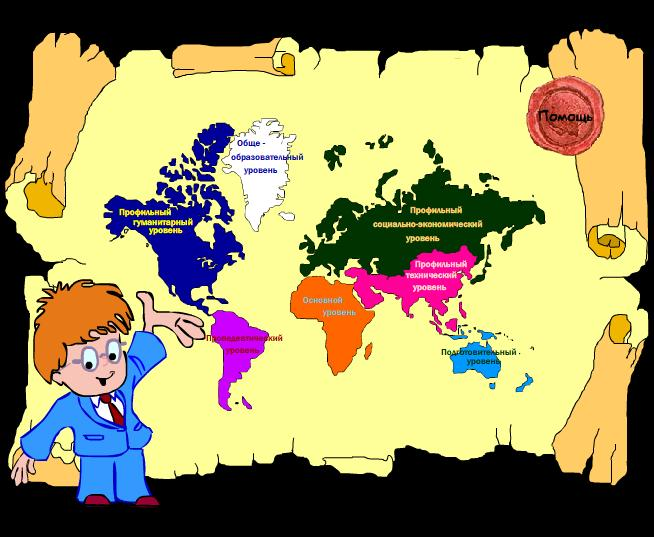 Помощь
Обще -
образовательный
уровень
Профильный
гуманитарный
уровень
Профильный
социально-экономический
уровень
Профильный
технический
уровень
Основной
уровень
Пропедевтический
уровень
Подготовительный
уровень